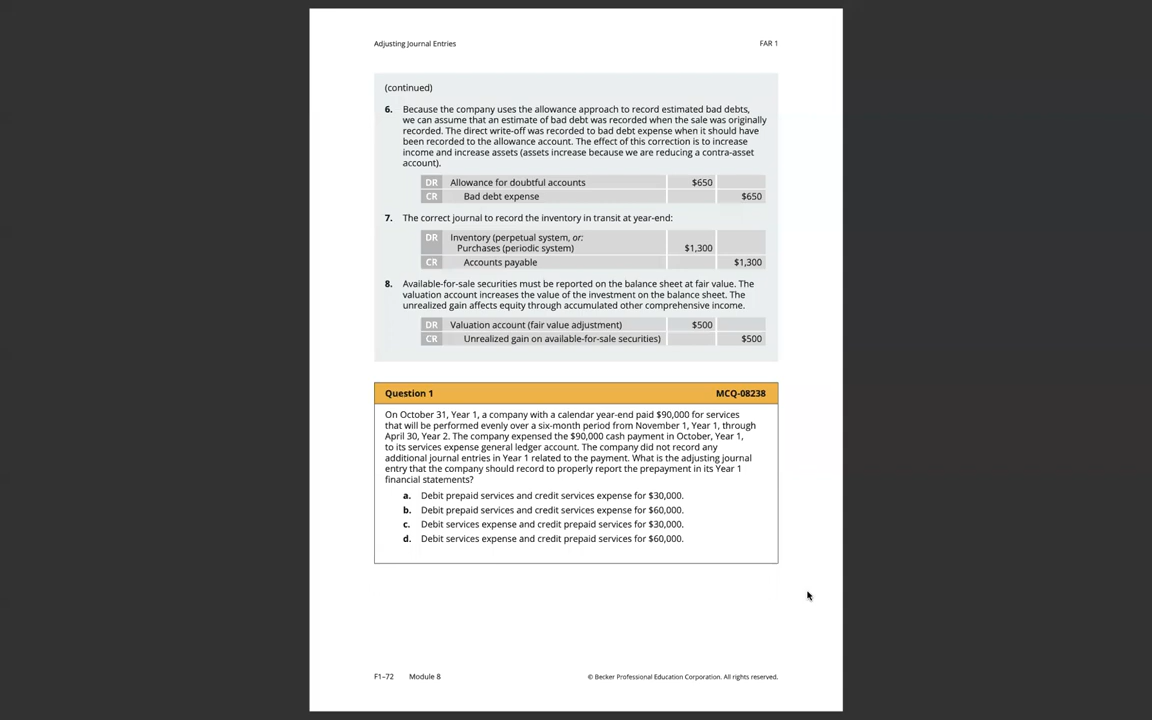 Adjusting Journal Entries FAR 1
(continued)
6. Because the company uses the allowance approach to record estimated bad debts,
we can assume that an estimate of bad debt was recorded when the sale was originally
recorded. The direct write-off was recorded to bad debt expense when it should have
been recorded to the allowance account. The effect of this correction is to increase
income and increase assets (assets increase because we are reducing a contra-asset
account).
DR Allowance for doubtful accounts $650
CR Bad debt expense $650
7. The correct journal to record the inventory in transit at year-end:
DR Inventory (perpetual system, or:
Purchases (periodic system) $1,300
CR Accounts payable $1,300
8. Available-for-sale securities must be reported on the balance sheet at fair value. The
valuation account increases the value of the investment on the balance sheet. The
unrealized gain affects equity through accumulated other comprehensive income.
DR Valuation account (fair value adjustment) $500
CR Unrealized gain on available-for-sale securities) $500
Question 1 MCQ-08238
On October 31, Year 1, a company with a calendar year-end paid $90,000 for services
that will be performed evenly over a six-month period from November 1, Year 1, through
April 30, Year 2. The company expensed the $90,000 cash payment in October, Year 1,
to its services expense general ledger account. The company did not record any
additional journal entries in Year 1 related to the payment. What is the adjusting journal
entry that the company should record to properly report the prepayment in its Year 1
financial statements?
a. Debit prepaid services and credit services expense for $30,000.
b. Debit prepaid services and credit services expense for $60,000.
c. Debit services expense and credit prepaid services for $30,000.
d. Debit services expense and credit prepaid services for $60,000.
F1–72 Module 8 © Becker Professional Education Corporation. All rights reserved.